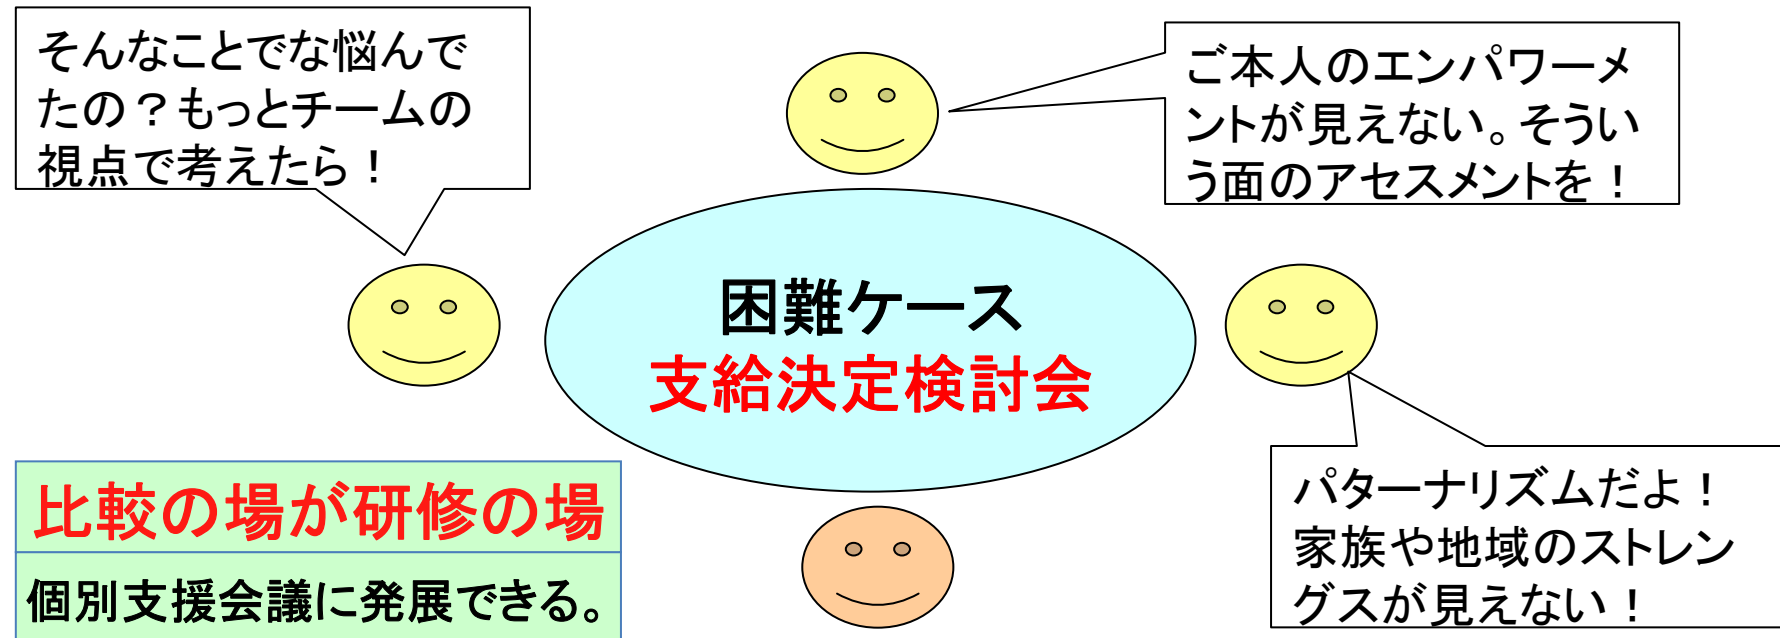 そんなことでな悩んで
たの？もっとチームの
視点で考えたら！
ご本人のエンパワーメ
ントが見えない。そうい
う面のアセスメントを！
困難ケース
支給決定検討会
比較の場が研修の場
個別支援会議に発展できる。
パターナリズムだよ！
家族や地域のストレン
グスが見えない！